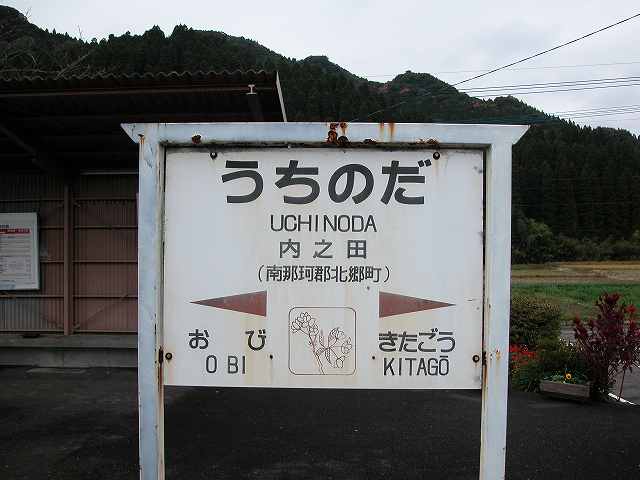 うちのだ
UCHINODA
内之田
(南那珂郡北郷町)
おび きたごう
OBI KITAGŌ